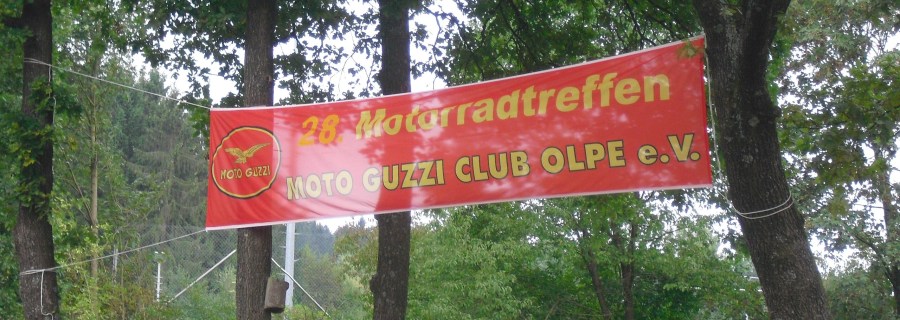 28. Motorradtreffen
MOTO GUZZI
MOTO GUZZI CLUB OLPE e.V.